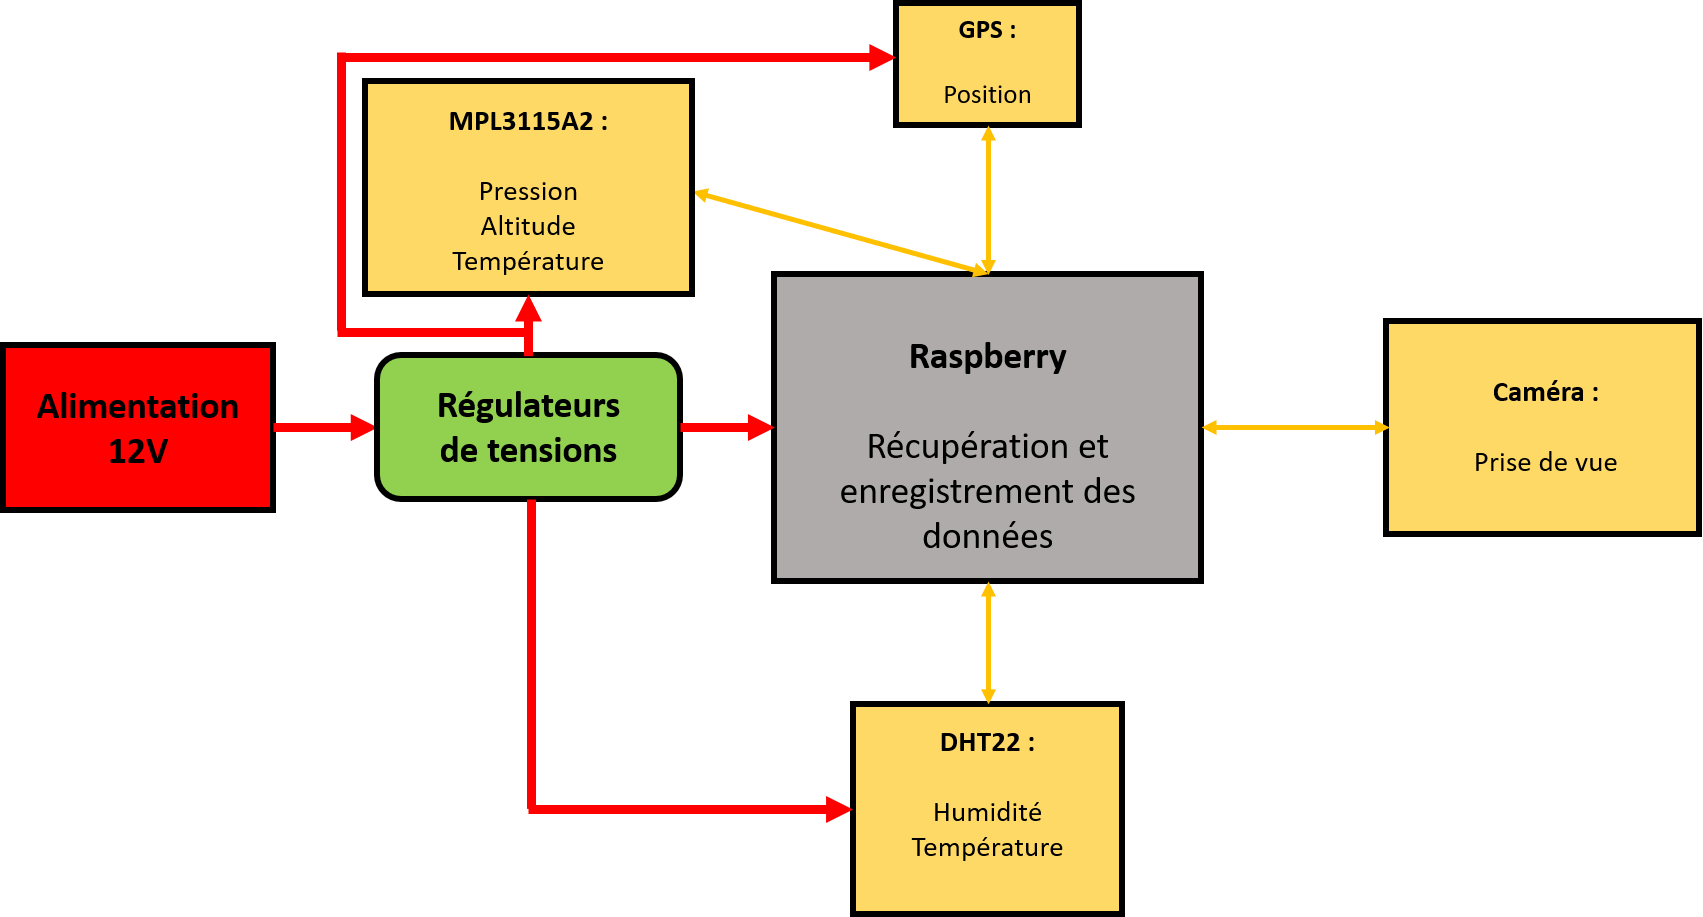 GPS :
Position
MPL3115A2 :
Pression
Altitude
Température
Alimentation
12V
Régulateurs
de tensions
Raspberry
Récupération et
enregistrement des
données
Caméra :
Prise de vue
DHT22 :
Humidité
Température